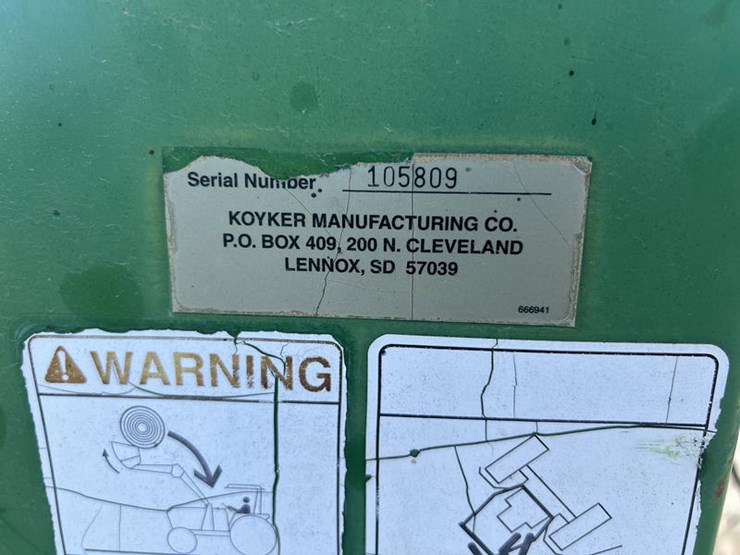 Serial Number 105809
KOYKER MANUFACTURING CO.
P.O. BOX 409, 200 N. CLEVELAND
LENNOX, SD 57039
666941
WARNING